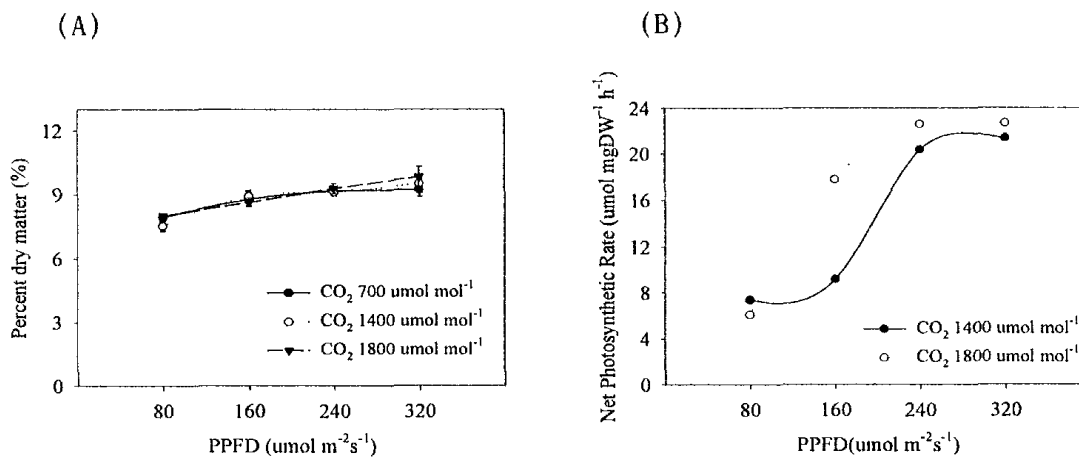 (A)
(B)
Percent dry matter (%)
12
9
6
3
0
CO₂ 700 umol mol⁻¹
CO₂ 1400 umol mol⁻¹
CO₂ 1800 umol mol⁻¹
80 160 240 320
PPFD (umol m⁻²s⁻¹)
Net Photosynthetic Rate (umol mgDW⁻¹ h⁻¹)
24
20
16
12
8
4
0
CO₂ 1400 umol mol⁻¹
CO₂ 1800 umol mol⁻¹
80 160 240 320
PPFD(umol m⁻²s⁻¹)